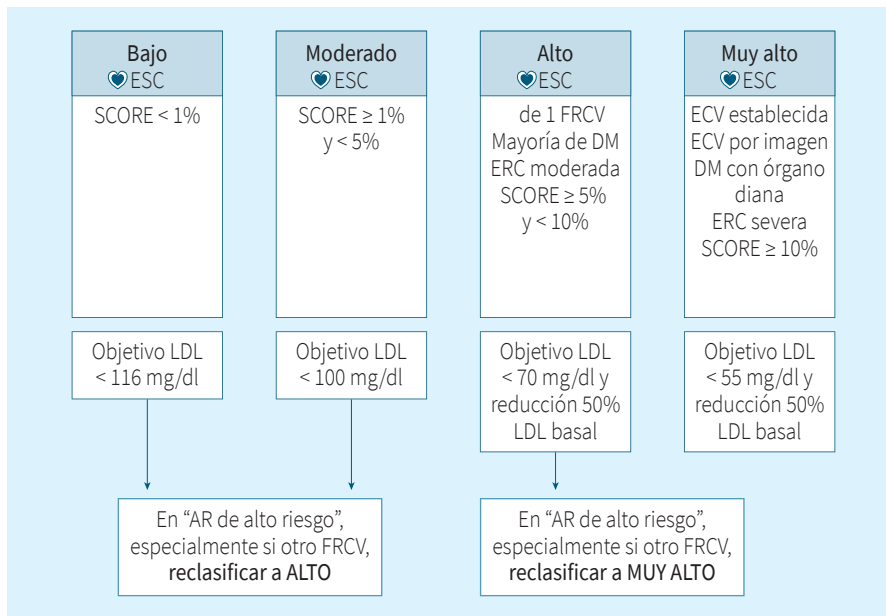 Bajo
ESC
SCORE < 1%
Objetivo LDL
< 116 mg/dl
Moderado
ESC
SCORE ≥ 1%
y < 5%
Objetivo LDL
< 100 mg/dl
Alto
ESC
de 1 FRCV
Mayoría de DM
ERC moderada
SCORE ≥ 5%
y < 10%
Objetivo LDL
< 70 mg/dl y
reducción 50%
LDL basal
Muy alto
ESC
ECV establecida
ECV por imagen
DM con órgano
diana
ERC severa
SCORE ≥ 10%
Objetivo LDL
< 55 mg/dl y
reducción 50%
LDL basal
En “AR de alto riesgo”,
especialmente si otro FRCV,
reclasificar a ALTO
En “AR de alto riesgo”,
especialmente si otro FRCV,
reclasificar a MUY ALTO